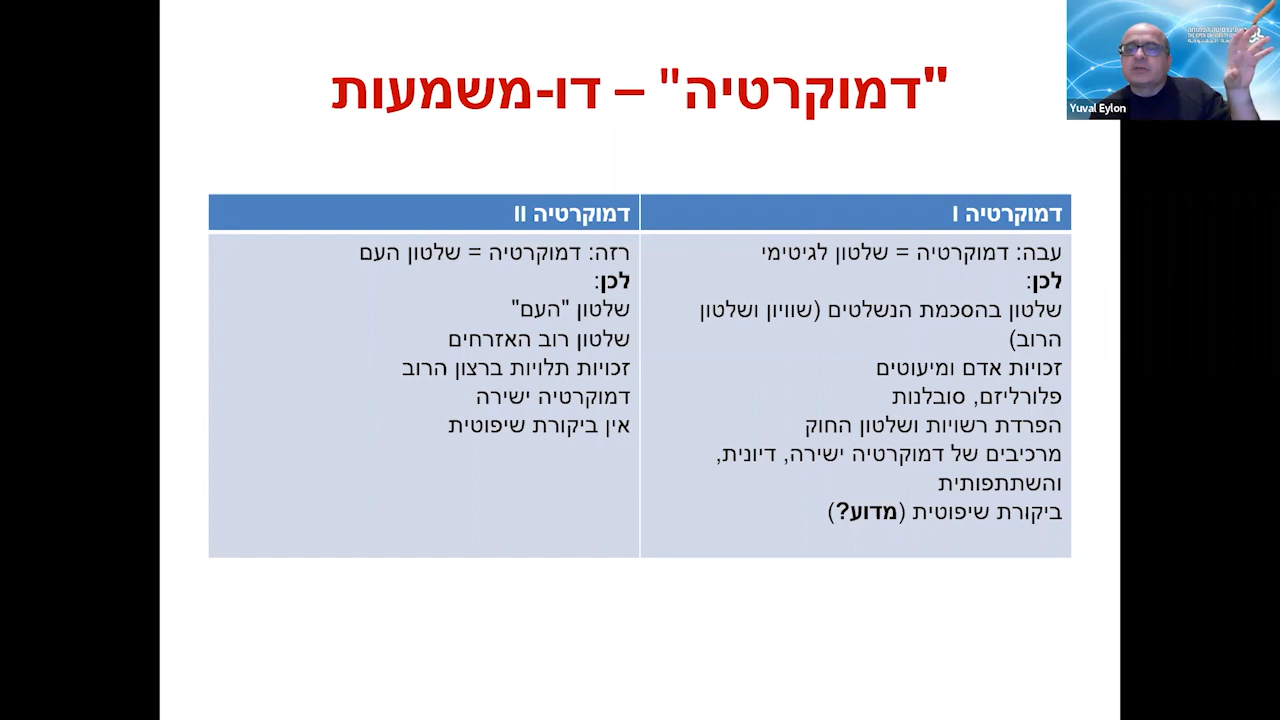 "דמוקרטיה" – דו-משמעות
דמוקרטיה I
עבה: דמוקרטיה = שלטון לגיטימי
לכן:
שלטון בהסכמת הנשלטים (שוויון ושלטון
הרוב)
זכויות אדם ומיעוטים
פלורליזם, סובלנות
הפרדת רשויות ושלטון החוק
מרכיבים של דמוקרטיה ישירה, דיונית,
והשתתפותית
ביקורת שיפוטית (מדוע?)
דמוקרטיה II
רזה: דמוקרטיה = שלטון העם
לכן:
שלטון "העם"
שלטון רוב האזרחים
זכויות תלויות ברצון הרוב
דמוקרטיה ישירה
אין ביקורת שיפוטית
Yuval Eylon